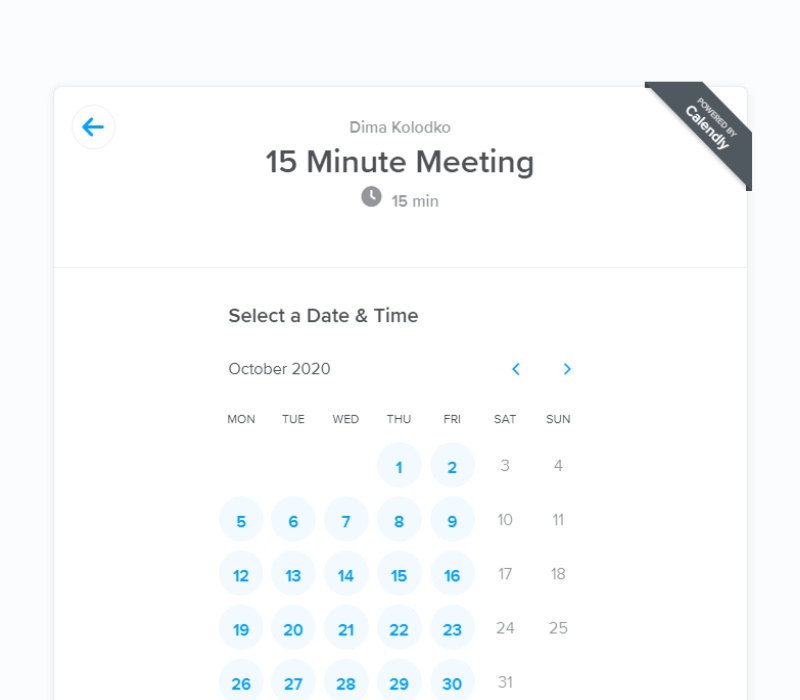 POWERED BY
Calendly
Dima Kolodko
15 Minute Meeting
15 min
Select a Date & Time
October 2020
MON TUE WED THU FRI SAT SUN
1 2 3 4
5 6 7 8 9 10 11
12 13 14 15 16 17 18
19 20 21 22 23 24 25
26 27 28 29 30 31